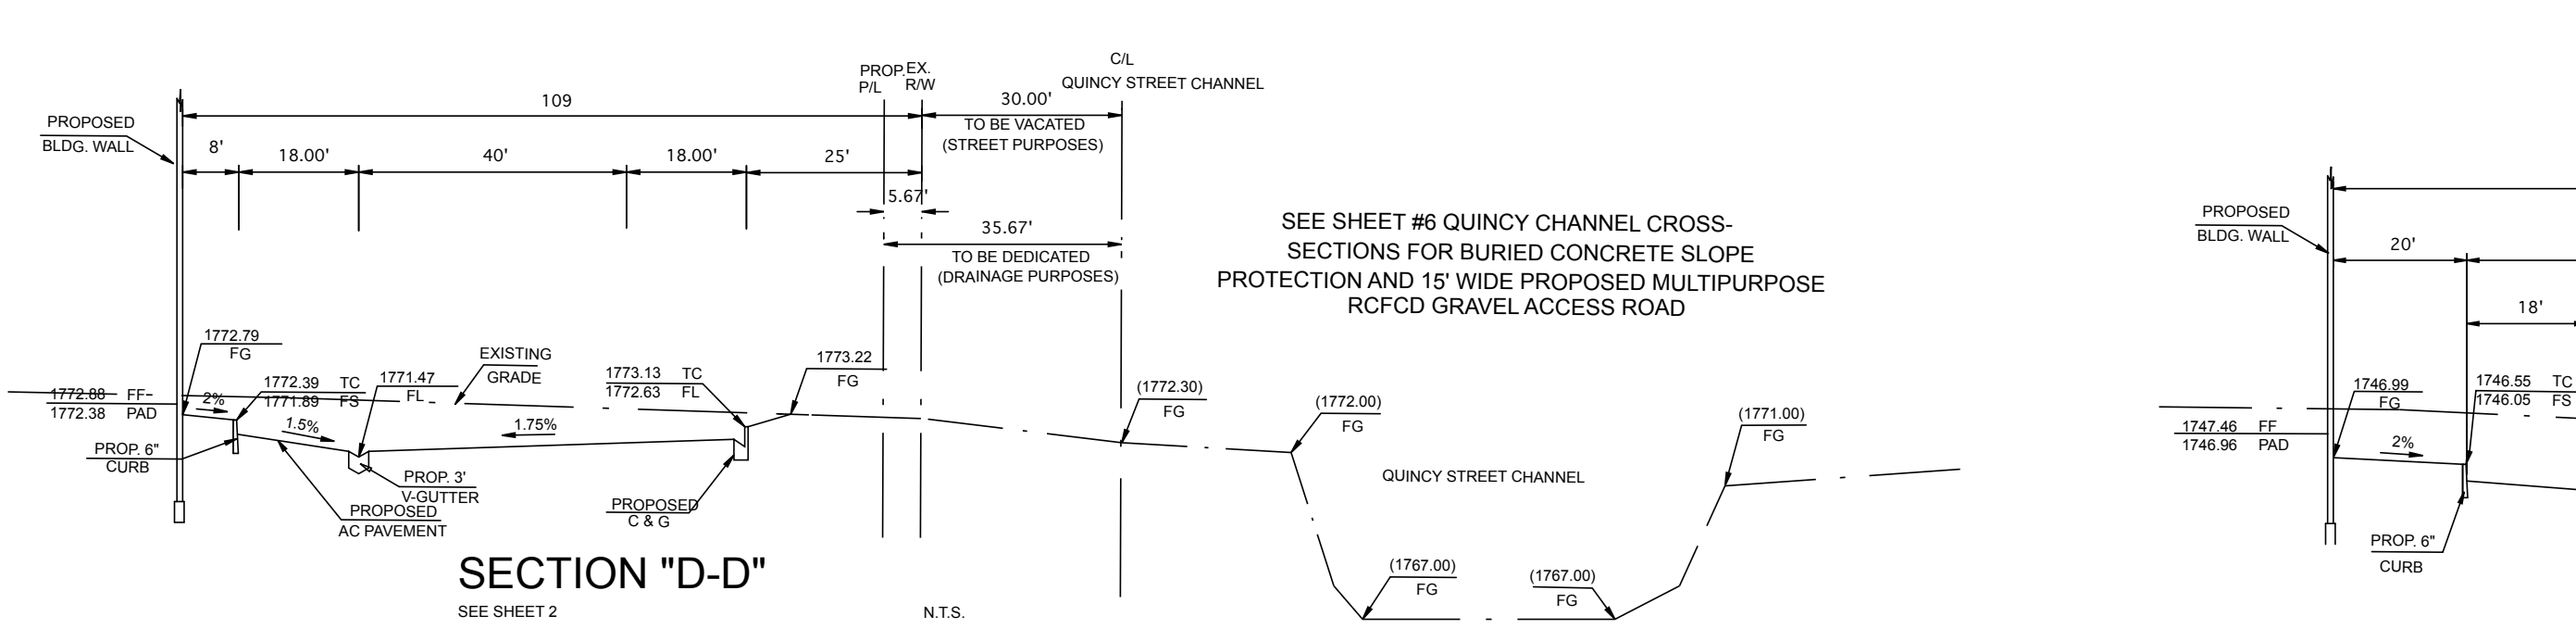 C/L
QUINCY STREET CHANNEL
PROP.
P/L
EX.
R/W
109
30.00'
TO BE VACATED
(STREET PURPOSES)
PROPOSED
BLDG. WALL
8'
18.00'
40'
18.00'
25'
5.67'
35.67'
TO BE DEDICATED
(DRAINAGE PURPOSES)
SEE SHEET #6 QUINCY CHANNEL CROSS-
SECTIONS FOR BURIED CONCRETE SLOPE
PROTECTION AND 15' WIDE PROPOSED MULTIPURPOSE
RCFCD GRAVEL ACCESS ROAD
1772.79
FG
1772.88 FF
1772.38 PAD
2%
1772.39 TC
1771.89 FS
1771.47
FL
EXISTING
GRADE
1773.13 TC
1772.63 FL
1773.22
FG
(1772.30)
FG
(1772.00)
FG
(1771.00)
FG
1.5%
1.75%
PROP. 6"
CURB
PROP. 3'
V-GUTTER
PROPOSED
AC PAVEMENT
PROPOSED
C & G
QUINCY STREET CHANNEL
(1767.00)
FG
(1767.00)
FG
SECTION "D-D"
SEE SHEET 2
N.T.S.
PROPOSED
BLDG. WALL
20'
18'
1746.99
FG
1746.55 TC
1746.05 FS
1747.46 FF
1746.96 PAD
2%
PROP. 6"
CURB